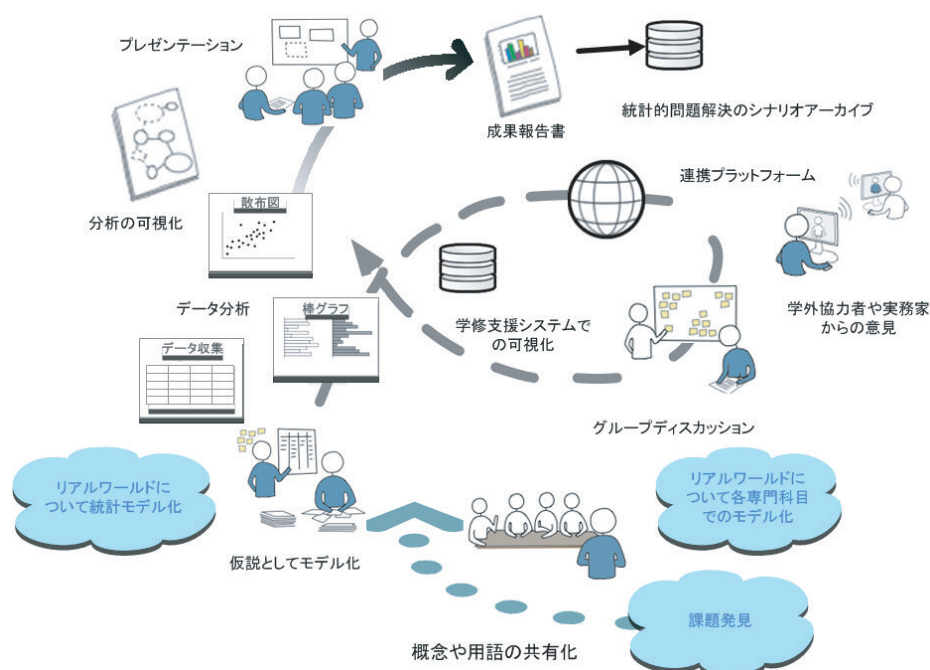 プレゼンテーション
成果報告書
統計的問題解決のシナリオアーカイブ
連携プラットフォーム
分析の可視化
散布図
データ分析
棒グラフ
学修支援システムで
の可視化
学外協力者や実務家
からの意見
データ収集
グループディスカッション
リアルワールドに
ついて統計モデル化
リアルワールドに
ついて各専門科目
でのモデル化
仮説としてモデル化
課題発見
概念や用語の共有化